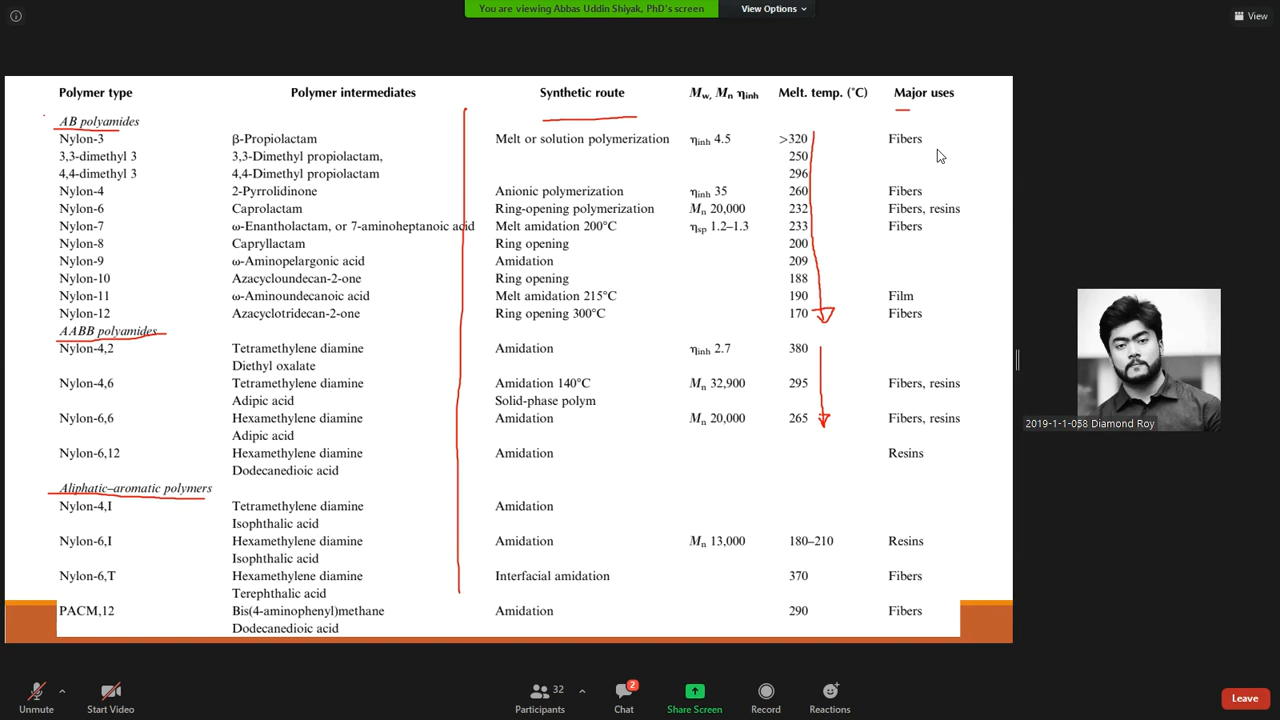 You are viewing Abbas Uddin Shiyak, PhD's screen View Options
View
Polymer type Polymer intermediates Synthetic route Mw, Mn ηinh Melt. temp. (°C) Major uses
AB polyamides
Nylon-3 β-Propiolactam Melt or solution polymerization ηinh 4.5 >320 Fibers
3,3-dimethyl 3 3,3-Dimethyl propiolactam, 250
4,4-dimethyl 3 4,4-Dimethyl propiolactam 296
Nylon-4 2-Pyrrolidinone Anionic polymerization ηinh 35 260 Fibers
Nylon-6 Caprolactam Ring-opening polymerization Mn 20,000 232 Fibers, resins
Nylon-7 ω-Enantholactam, or 7-aminoheptanoic acid Melt amidation 200°C ηsp 1.2–1.3 233 Fibers
Nylon-8 Capryllactam Ring opening 200
Nylon-9 ω-Aminopelargonic acid Amidation 209
Nylon-10 Azacycloundecan-2-one Ring opening 188
Nylon-11 ω-Aminoundecanoic acid Melt amidation 215°C 190 Film
Nylon-12 Azacyclotridecan-2-one Ring opening 300°C 170 Fibers
AABB polyamides
Nylon-4,2 Tetramethylene diamine Amidation ηinh 2.7 380
Diethyl oxalate
Nylon-4,6 Tetramethylene diamine Amidation 140°C Mn 32,900 295 Fibers, resins
Adipic acid Solid-phase polym
Nylon-6,6 Hexamethylene diamine Amidation Mn 20,000 265 Fibers, resins
Adipic acid
Nylon-6,12 Hexamethylene diamine Amidation Resins
Dodecanedioic acid
Aliphatic–aromatic polymers
Nylon-4,I Tetramethylene diamine Amidation
Isophthalic acid
Nylon-6,I Hexamethylene diamine Amidation Mn 13,000 180–210 Resins
Isophthalic acid
Nylon-6,T Hexamethylene diamine Interfacial amidation 370 Fibers
Terephthalic acid
PACM,12 Bis(4-aminophenyl)methane Amidation 290 Fibers
Dodecanedioic acid
2019-1-1-058 Diamond Roy
Unmute Start Video Participants 32 Chat 2 Share Screen Record Reactions Leave